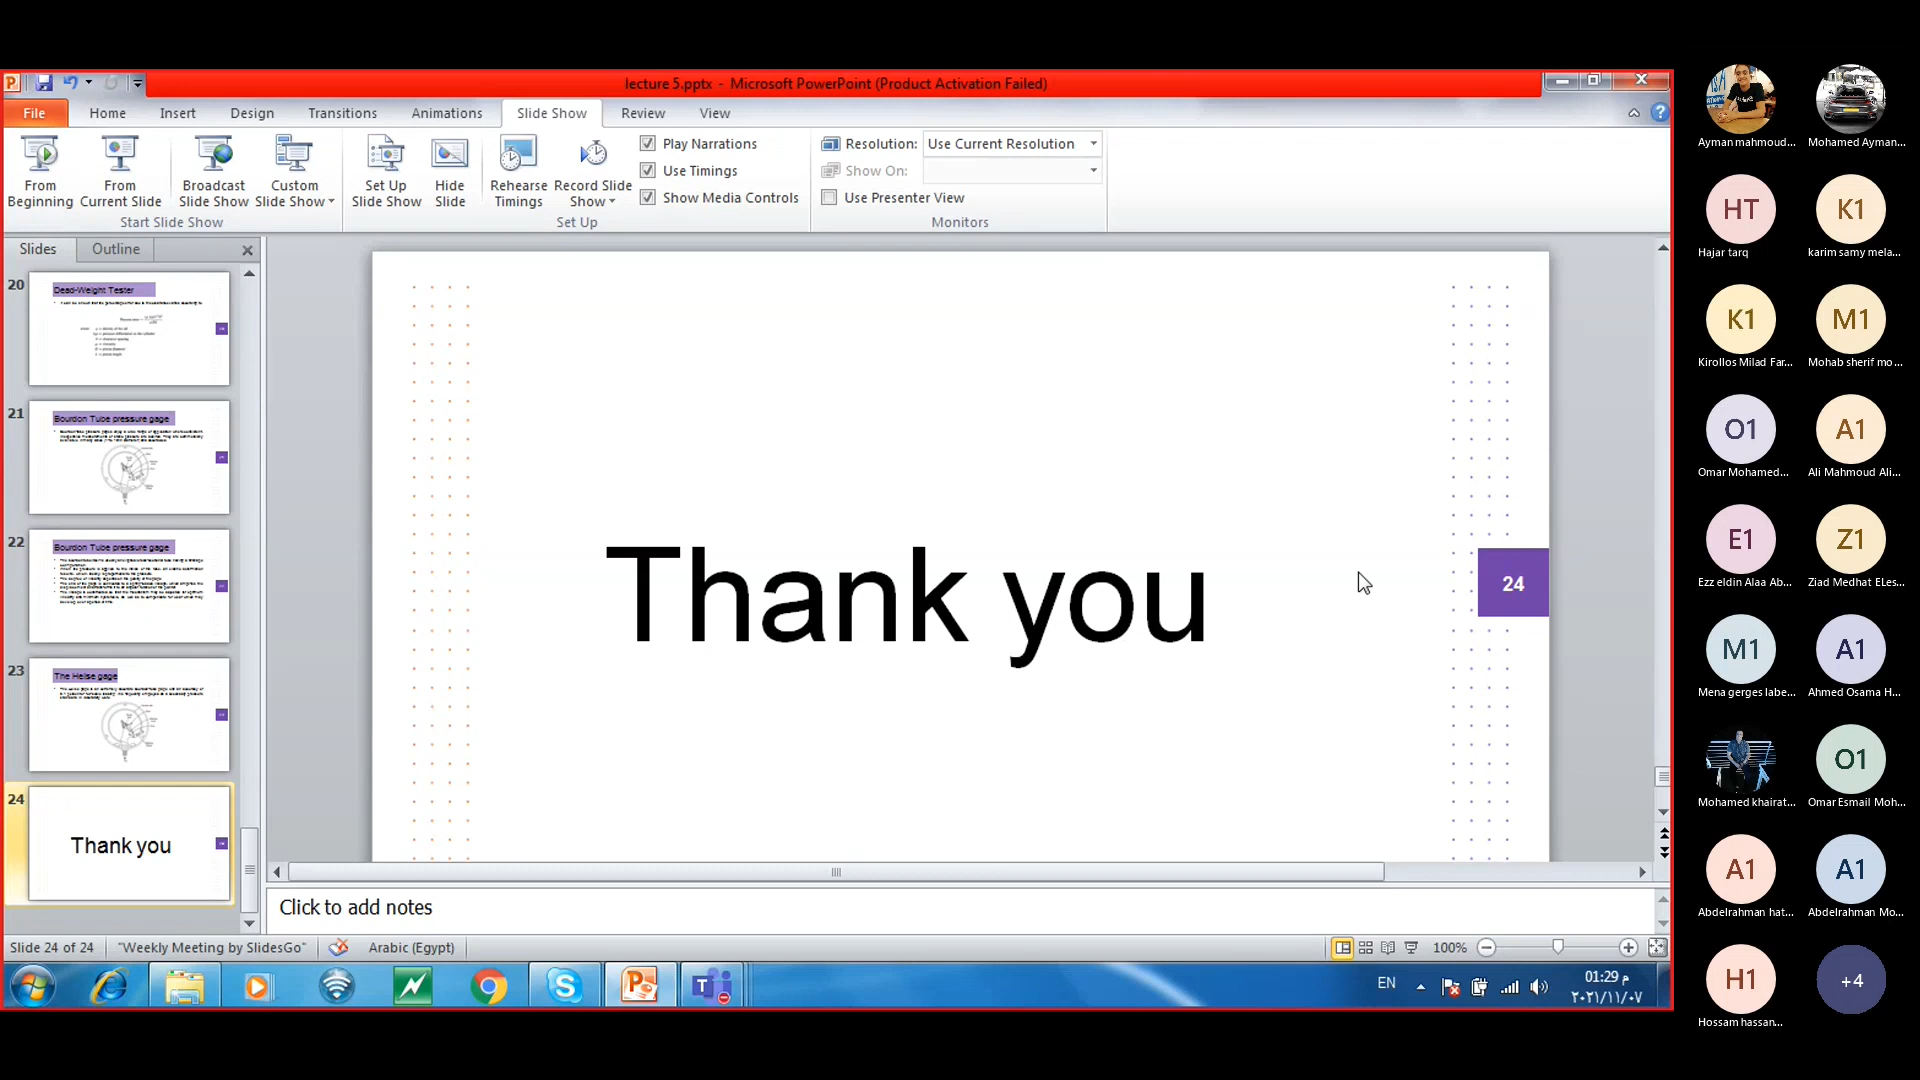 lecture 5.pptx - Microsoft PowerPoint (Product Activation Failed)
File Home Insert Design Transitions Animations Slide Show Review View
From Beginning
From Current Slide
Broadcast Slide Show
Custom Slide Show
Start Slide Show
Set Up Slide Show
Hide Slide
Rehearse Timings
Record Slide Show
Play Narrations
Use Timings
Show Media Controls
Set Up
Resolution: Use Current Resolution
Show On:
Use Presenter View
Monitors
Slides Outline
20
Dead-Weight Tester
21
Bourdon Tube pressure gage
22
Bourdon Tube pressure gage
23
The Heise gage
24
Thank you
Thank you
24
Click to add notes
Slide 24 of 24 "Weekly Meeting by SlidesGo" Arabic (Egypt) 100%
EN
01:29 م
٢٠٢١/١١/٠٧
Ayman mahmoud...
Mohamed Ayman...
HT
Hajar tarq
K1
karim samy mela...
K1
Kirollos Milad Far...
M1
Mohab sherif mo...
O1
Omar Mohamed...
A1
Ali Mahmoud Ali...
E1
Ezz eldin Alaa Ab...
Z1
Ziad Medhat ELes...
M1
Mena gerges labe...
A1
Ahmed Osama H...
Mohamed khairat...
O1
Omar Esmail Moh...
A1
Abdelrahman hat...
A1
Abdelrahman Mo...
H1
Hossam hassan...
+4